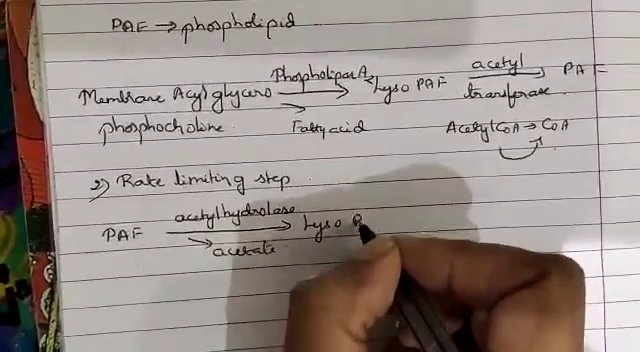 PAF → phospholipid
Membrane Acyl glycero Phospholipase A₂ → Lyso PAF acetyl → PAF
phosphocholine Fatty acid transferase
Acetyl CoA → CoA
2) Rate limiting step
PAF acetylhydrolase → Lyso P
acetate